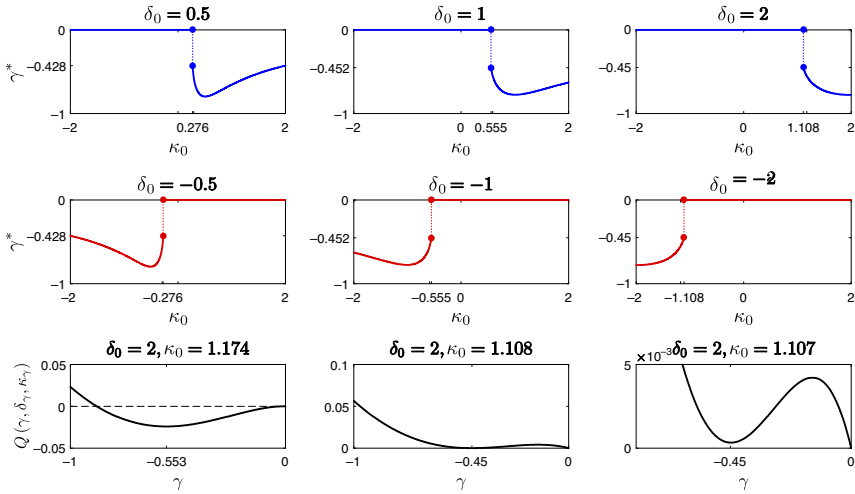 δ₀ = 0.5
δ₀ = 1
δ₀ = 2
0
-0.428
-1
γ*
-2
0.276
2
κ₀
0
-0.452
-1
-2
0
0.555
2
κ₀
0
-0.45
-1
-2
0
1.108
2
κ₀
δ₀ = -0.5
δ₀ = -1
δ₀ = -2
0
-0.428
-1
γ*
-2
-0.276
2
κ₀
0
-0.452
-1
-2
-0.555
0
2
κ₀
0
-0.45
-1
-2
-1.108
0
2
κ₀
δ₀ = 2, κ₀ = 1.174
δ₀ = 2, κ₀ = 1.108
×10⁻³ δ₀ = 2, κ₀ = 1.107
0.05
0
-0.05
Q (γ, δᵧ, κᵧ)
-1
-0.553
0
γ
0.1
0.05
0
-1
-0.45
0
γ
5
0
-0.45
0
γ